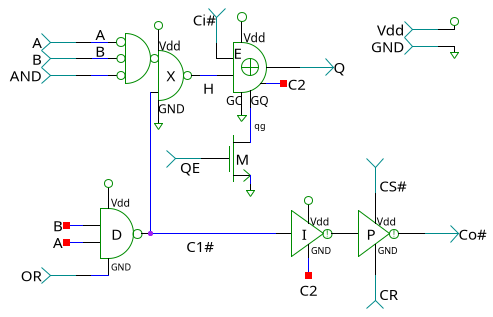 Ci#
Vdd
GND
A A
B B
AND
Vdd
X
GND
H
Vdd
E
Q
C2
GC GQ
qg
QE
M
Vdd
B
A
D
GND
OR
C1#
Vdd
I
GND
C2
CS#
Vdd
P
GND
Co#
CR